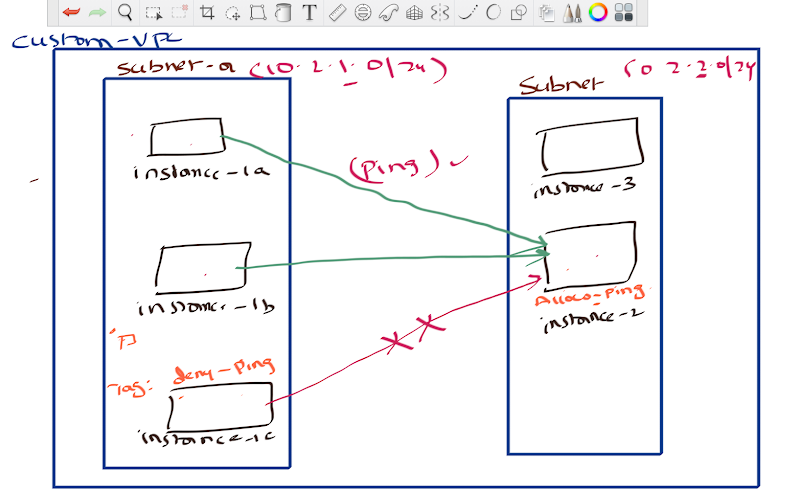 custom-vpc
subnet-a (10.2.1.0/24)
Subnet 10 2.2.0/24
instance-1a
(ping)
instance-3
instance-1b
Allow-Ping
instance-2
Tag: deny-Ping
instance-1c